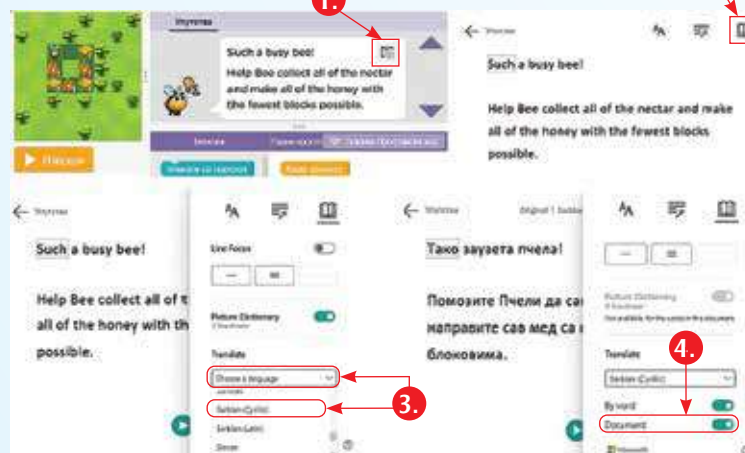 1.
Упутства
Such a busy bee!
Help Bee collect all of the nectar
and make all of the honey with
the fewest blocks possible.
Such a busy bee!
Help Bee collect all of the nectar and make
all of the honey with the fewest blocks
possible.
Such a busy bee!
Help Bee collect all of t
all of the honey with th
possible.
Line Focus
Picture Dictionary
Translate
Choose a language
Serbian (Cyrillic)
Serbian (Latin)
3.
Тако заузета пчела!
Помозите Пчели да са
направите сав мед са
блоковима.
Picture Dictionary
Translate
4.
Serbian (Cyrillic)
By word
Document
Microsoft